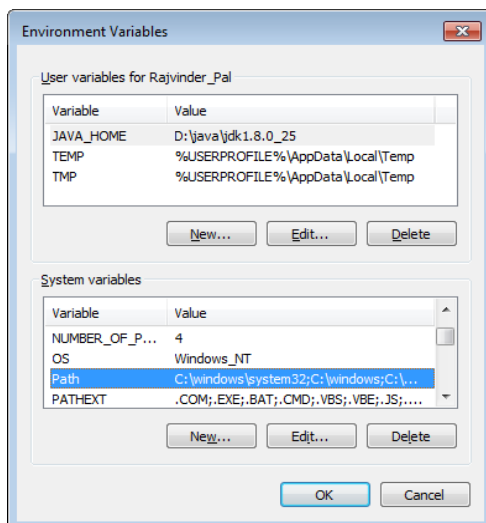 Environment Variables
User variables for Rajvinder_Pal
Variable Value
JAVA_HOME D:\java\jdk1.8.0_25
TEMP %USERPROFILE%\AppData\Local\Temp
TMP %USERPROFILE%\AppData\Local\Temp
New... Edit... Delete
System variables
Variable Value
NUMBER_OF_P... 4
OS Windows_NT
Path C:\windows\system32;C:\windows;C:\...
PATHEXT .COM;.EXE;.BAT;.CMD;.VBS;.VBE;.JS;....
New... Edit... Delete
OK Cancel